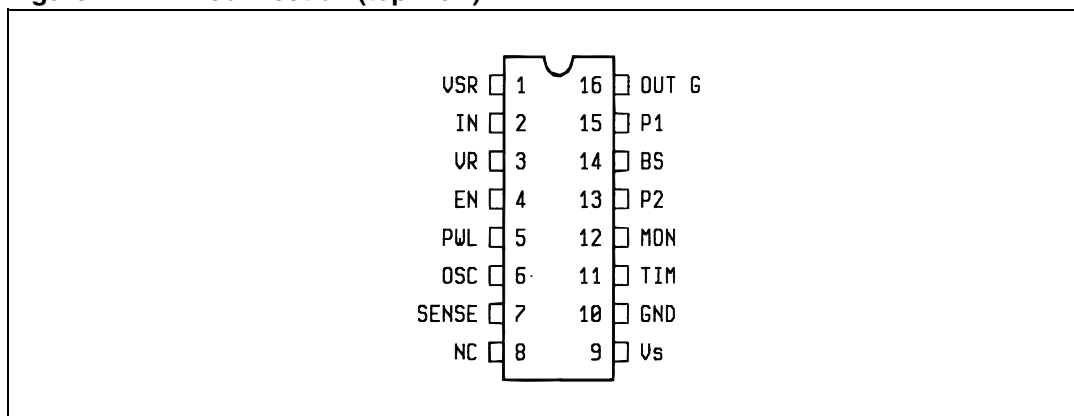 VSR 1 16 OUT G
IN 2 15 P1
VR 3 14 BS
EN 4 13 P2
PWL 5 12 MON
OSC 6 11 TIM
SENSE 7 10 GND
NC 8 9 Vs